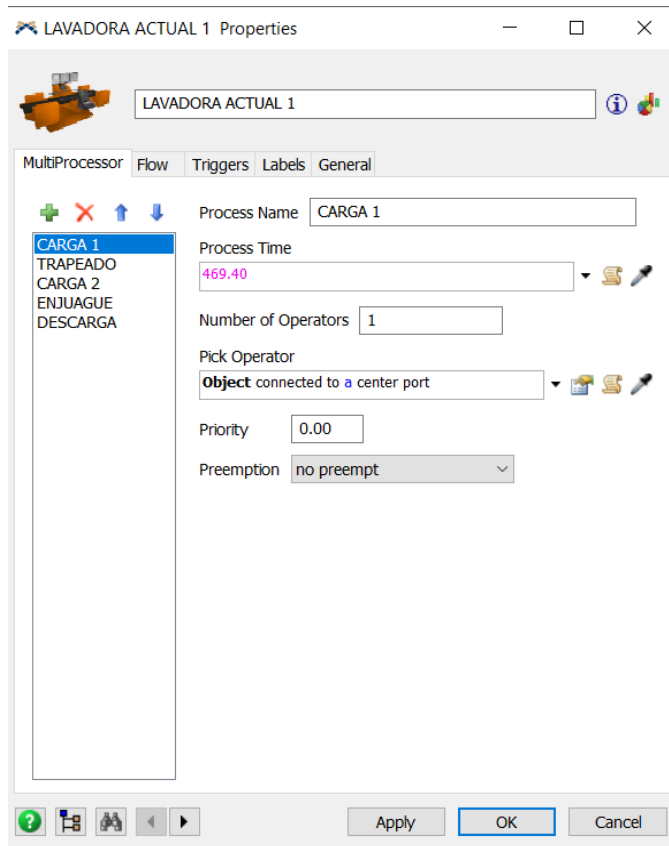 LAVADORA ACTUAL 1 Properties
LAVADORA ACTUAL 1
MultiProcessor Flow Triggers Labels General
Process Name CARGA 1
CARGA 1
TRAPEADO
CARGA 2
ENJUAGUE
DESCARGA
Process Time
469.40
Number of Operators 1
Pick Operator
Object connected to a center port
Priority 0.00
Preemption no preempt
Apply OK Cancel